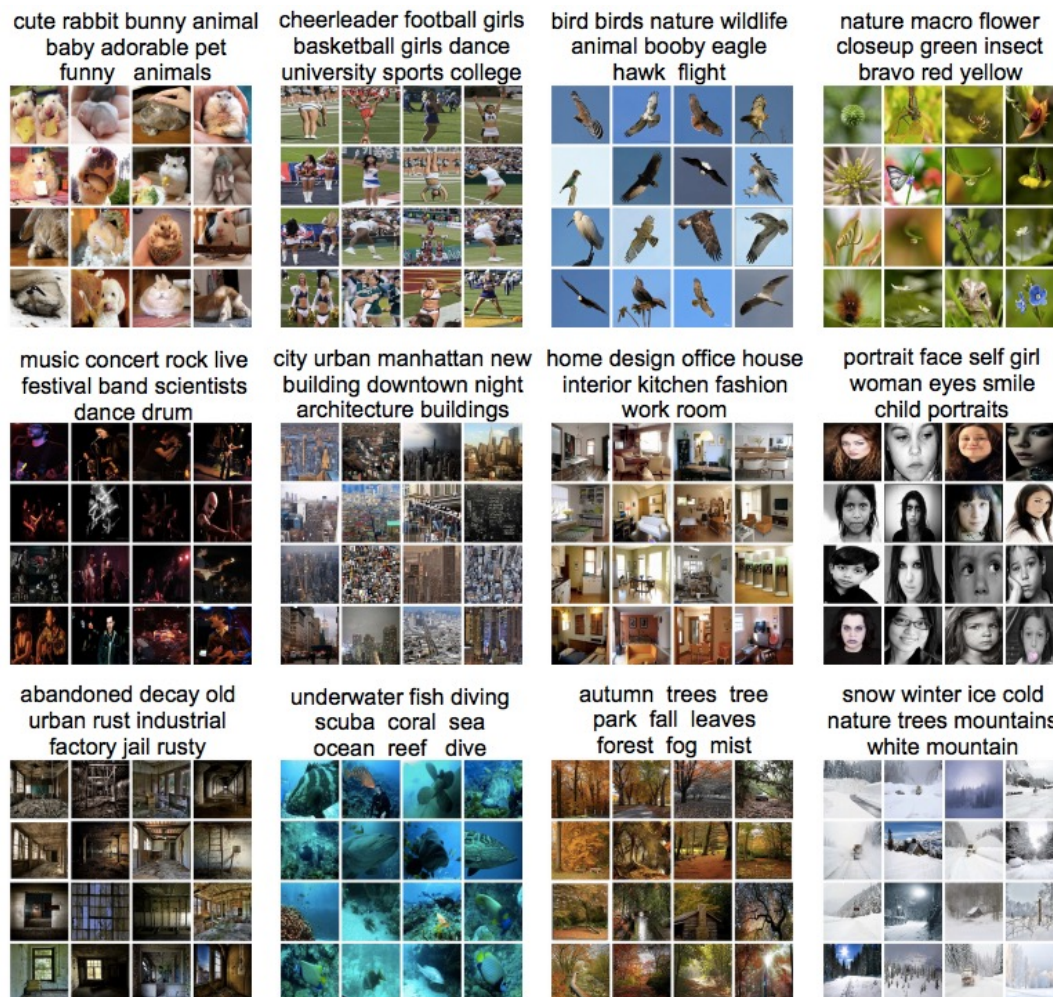 cute rabbit bunny animal
baby adorable pet
funny animals
cheerleader football girls
basketball girls dance
university sports college
bird birds nature wildlife
animal booby eagle
hawk flight
nature macro flower
closeup green insect
bravo red yellow
music concert rock live
festival band scientists
dance drum
city urban manhattan new
building downtown night
architecture buildings
home design office house
interior kitchen fashion
work room
portrait face self girl
woman eyes smile
child portraits
abandoned decay old
urban rust industrial
factory jail rusty
underwater fish diving
scuba coral sea
ocean reef dive
autumn trees tree
park fall leaves
forest fog mist
snow winter ice cold
nature trees mountains
white mountain